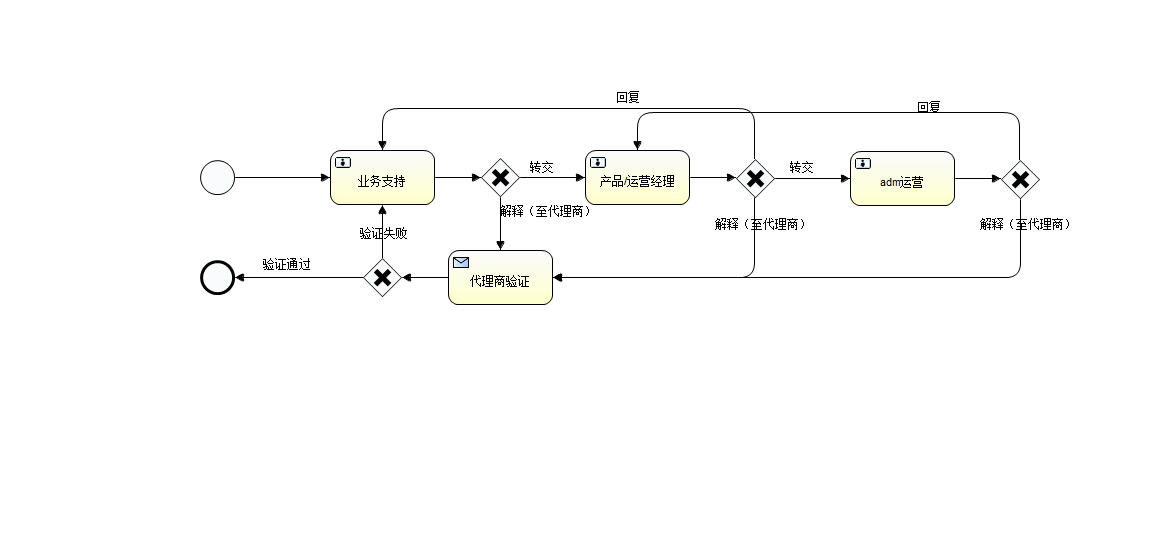 回复
回复
业务支持
转交
产品/运营经理
转交
adm运营
解释（至代理商）
解释（至代理商）
解释（至代理商）
验证失败
验证通过
代理商验证